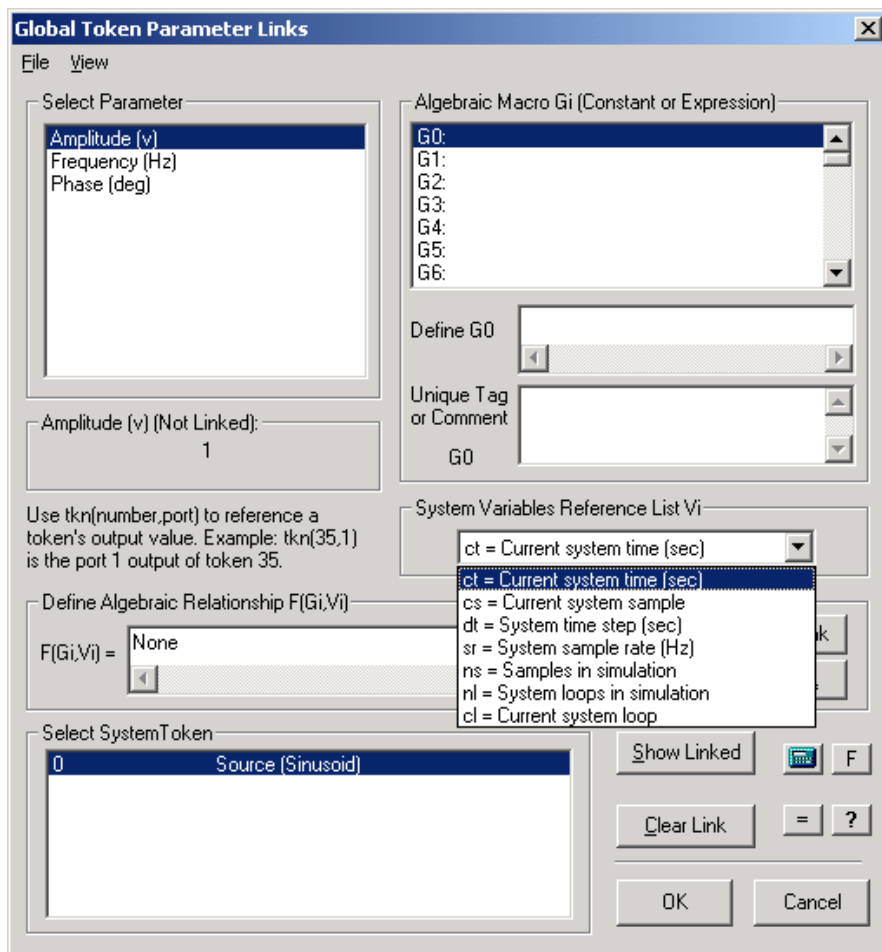 Global Token Parameter Links
File View
Select Parameter
Amplitude (v)
Frequency (Hz)
Phase (deg)
Algebraic Macro Gi (Constant or Expression)
G0:
G1:
G2:
G3:
G4:
G5:
G6:
Define G0
Unique Tag
or Comment
G0
Amplitude (v) (Not Linked):
1
Use tkn(number,port) to reference a
token's output value. Example: tkn(35,1)
is the port 1 output of token 35.
System Variables Reference List Vi
ct = Current system time (sec)
ct = Current system time (sec)
cs = Current system sample
dt = System time step (sec)
sr = System sample rate (Hz)
ns = Samples in simulation
nl = System loops in simulation
cl = Current system loop
Define Algebraic Relationship F(Gi,Vi)
F(Gi,Vi) =
None
Select SystemToken
0 Source (Sinusoid)
Show Linked
F
Clear Link
=
?
OK
Cancel